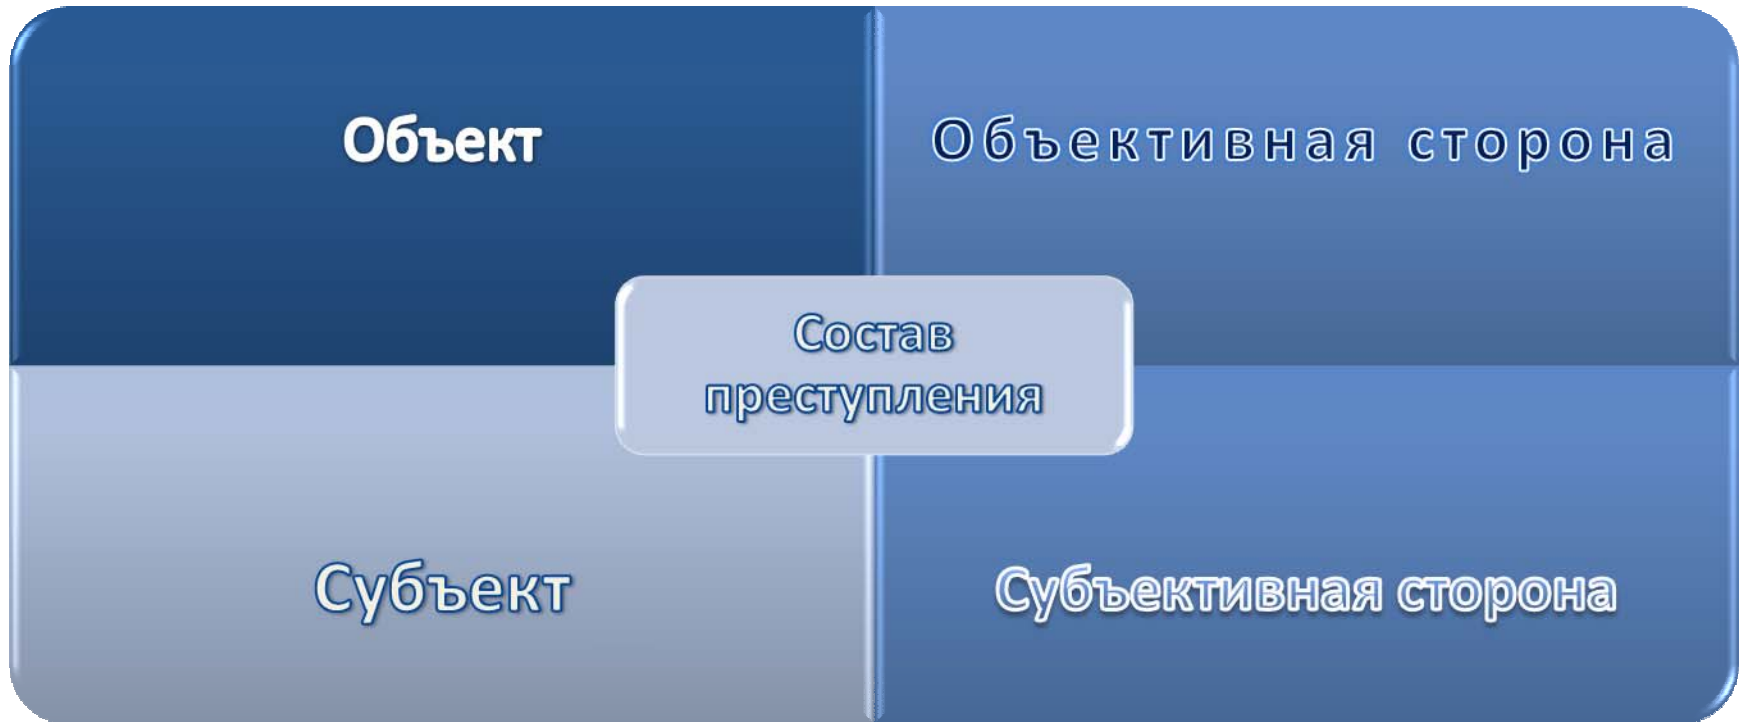 Объект
Объективная сторона
Состав
преступления
Субъект
Субъективная сторона